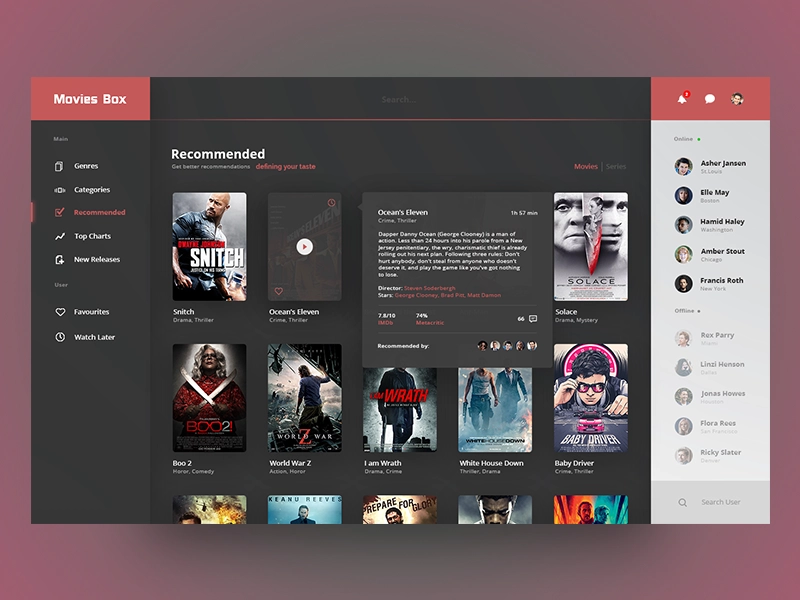 Movies Box
Search...
2
Main
Genres
Categories
Recommended
Top Charts
New Releases
User
Favourites
Watch Later
Recommended
Get better recommendations defining your taste
Movies | Series
DWAYNE JOHNSON
SNITCH
Snitch
Drama, Thriller
Ocean's Eleven
Crime, Thriller
Ocean's Eleven
1h 57 min
Crime, Thriller
Dapper Danny Ocean (George Clooney) is a man of
action. Less than 24 hours into his parole from a New
Jersey penitentiary, the wry, charismatic thief is already
rolling out his next plan. Following three rules: Don't
hurt anybody, don't steal from anyone who doesn't
deserve it, and play the game like you've got nothing
to lose.
Director: Steven Soderbergh
Stars: George Clooney, Brad Pitt, Matt Damon
7.8/10
IMDb
74%
Metacritic
66
Recommended by:
SOLACE
Solace
Drama, Mystery
BOO2!
Boo 2
Horor, Comedy
WORLD WAR Z
World War Z
Action, Horor
I AM WRATH
I am Wrath
Drama, Crime
WHITE HOUSE DOWN
White House Down
Thriller, Drama
BABY DRIVER
Baby Driver
Crime, Thriller
KEANU REEVES
PREPARE FOR GLORY
Online
Asher Jansen
St.Louis
Elle May
Boston
Hamid Haley
Washington
Amber Stout
Chicago
Francis Roth
New York
Offline
Rex Parry
Miami
Linzi Henson
Dallas
Jonas Howes
Houston
Flora Rees
San Francisco
Ricky Slater
Denver
Search User